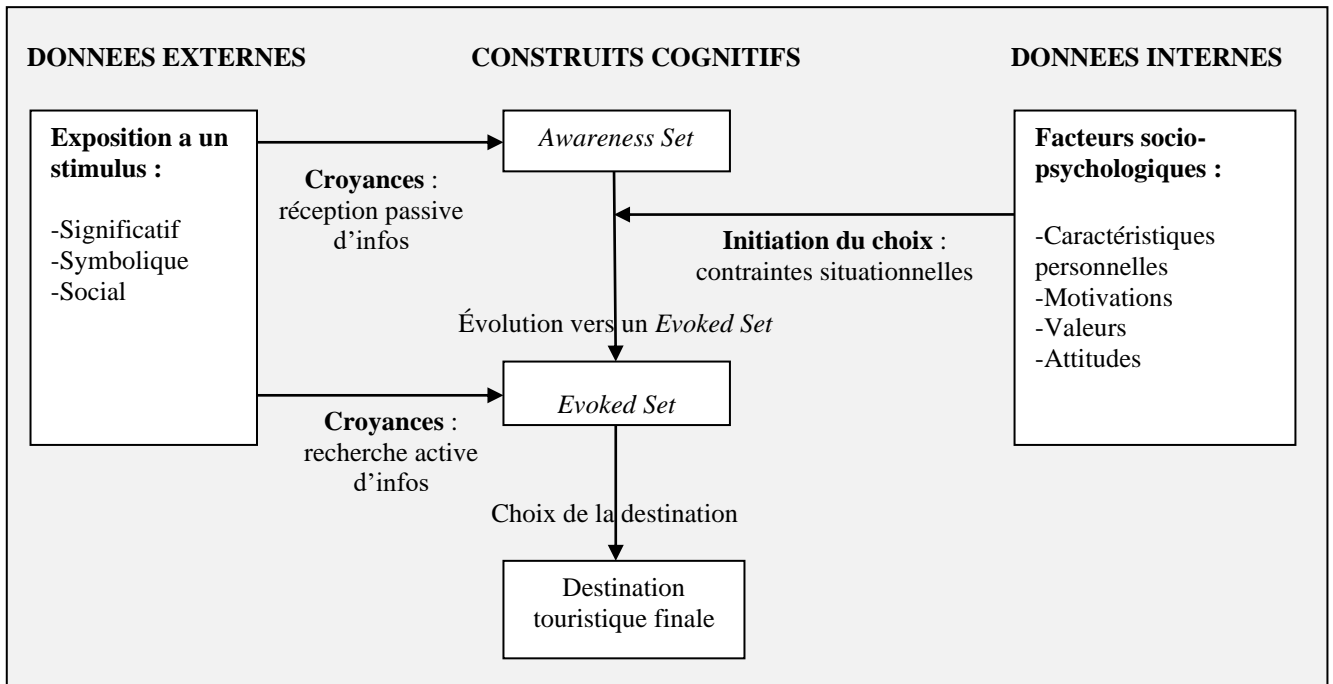 DONNEES EXTERNES
CONSTRUITS COGNITIFS
DONNEES INTERNES
Exposition a un
stimulus :
-Significatif
-Symbolique
-Social
Croyances :
réception passive
d’infos
Awareness Set
Initiation du choix :
contraintes situationnelles
Facteurs socio-
psychologiques :
-Caractéristiques
personnelles
-Motivations
-Valeurs
-Attitudes
Évolution vers un Evoked Set
Evoked Set
Croyances :
recherche active
d’infos
Choix de la destination
Destination
touristique finale